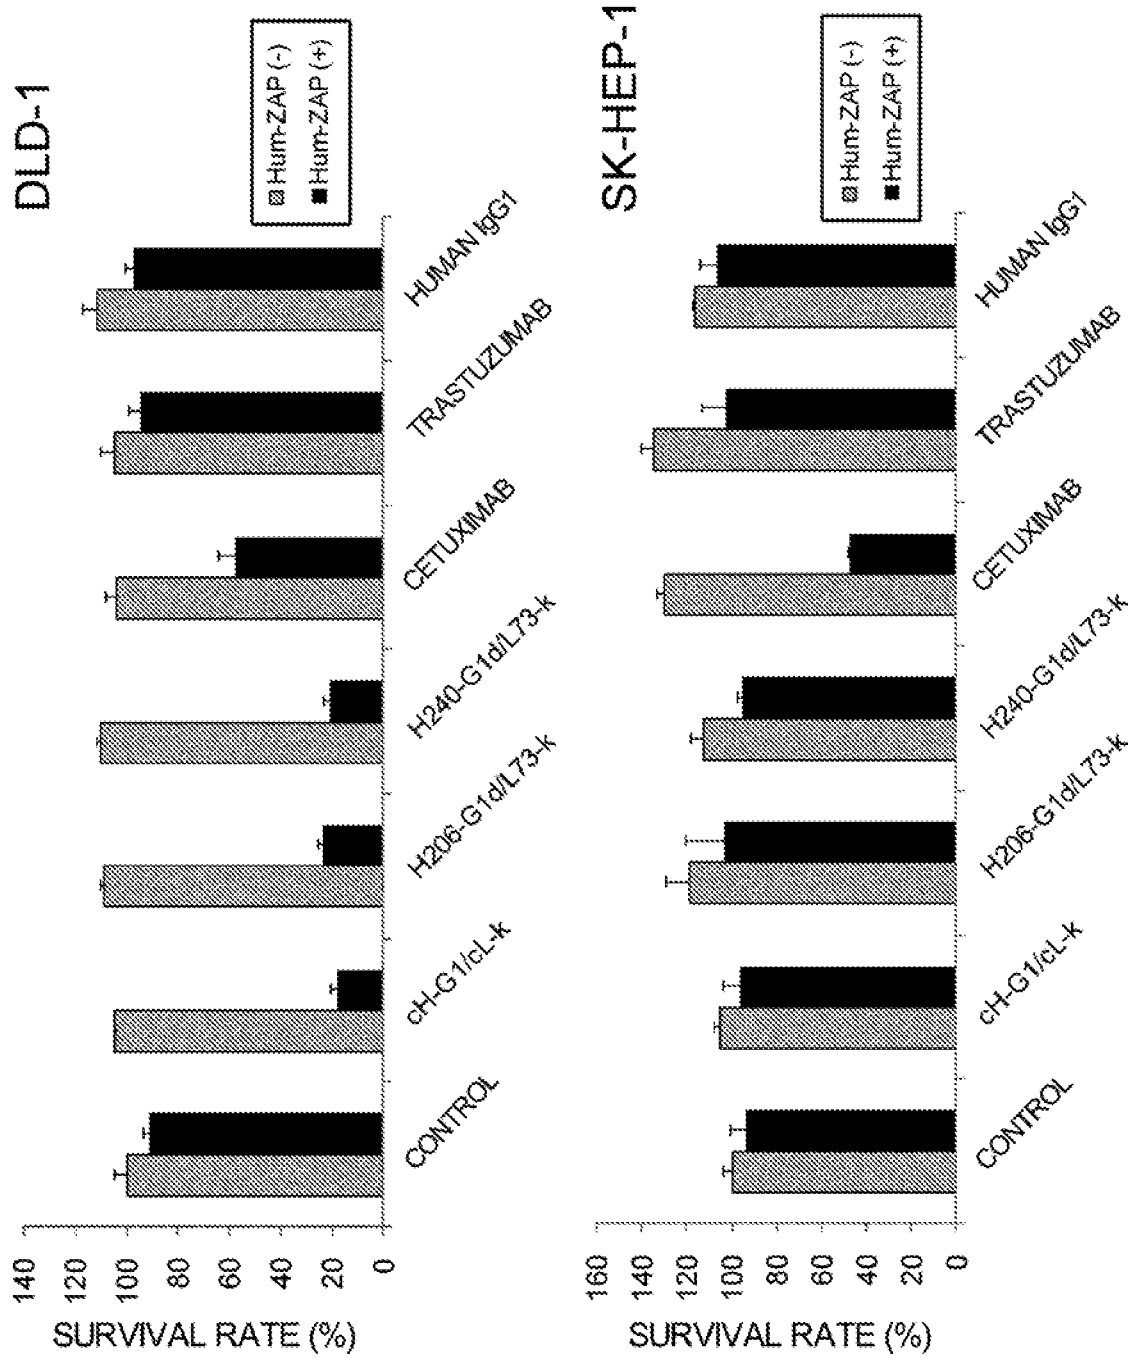 DLD-1
SURVIVAL RATE (%)
140
120
100
80
60
40
20
0
CONTROL
cH-G1/cL-k
H206-G1d/L73-k
H240-G1d/L73-k
CETUXIMAB
TRASTUZUMAB
HUMAN IgG1
Hum-ZAP (-)
Hum-ZAP (+)
SK-HEP-1
SURVIVAL RATE (%)
160
140
120
100
80
60
40
20
0
CONTROL
cH-G1/cL-k
H206-G1d/L73-k
H240-G1d/L73-k
CETUXIMAB
TRASTUZUMAB
HUMAN IgG1
Hum-ZAP (-)
Hum-ZAP (+)